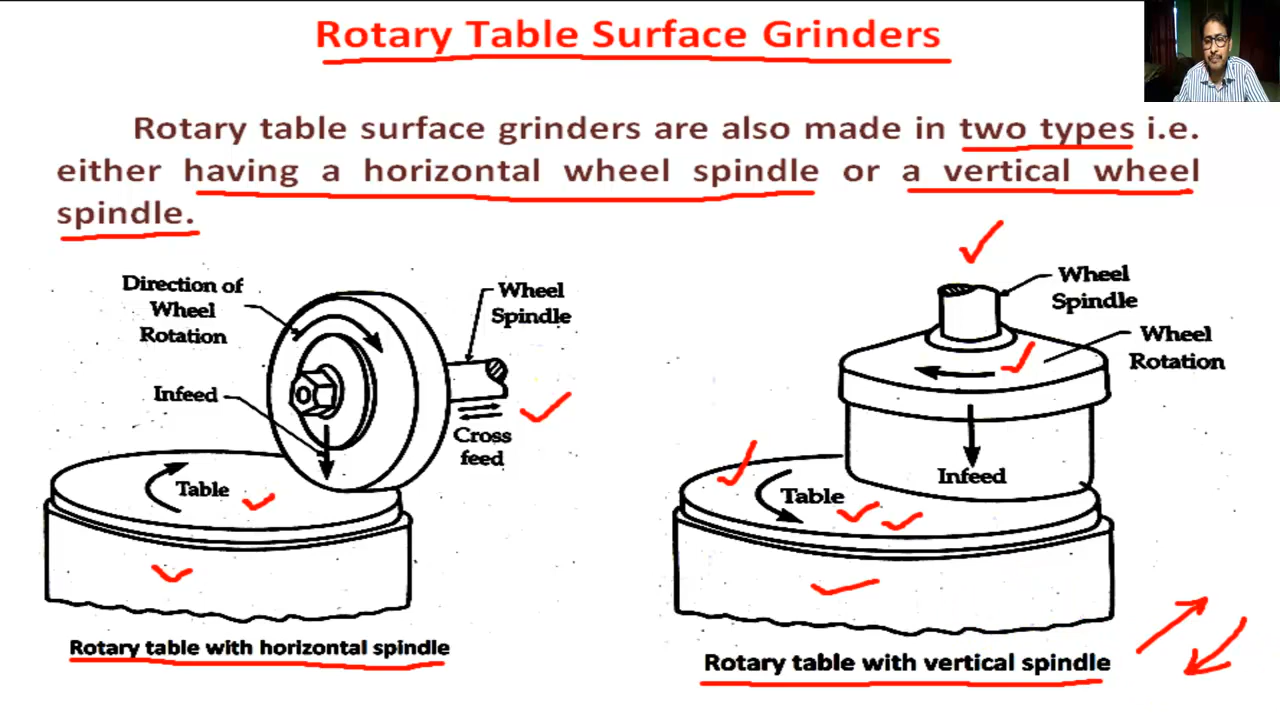 Rotary Table Surface Grinders
Rotary table surface grinders are also made in two types i.e.
either having a horizontal wheel spindle or a vertical wheel
spindle.
Direction of
Wheel
Rotation
Wheel
Spindle
Infeed
Cross
feed
Table
Rotary table with horizontal spindle
Wheel
Spindle
Wheel
Rotation
Infeed
Table
Rotary table with vertical spindle